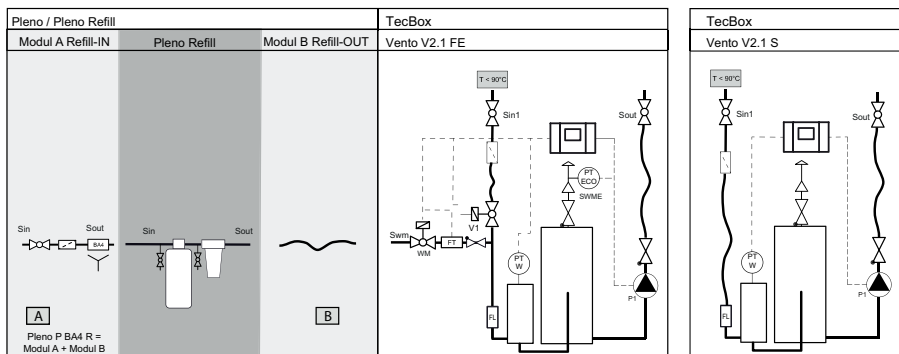 Pleno / Pleno Refill
Modul A Refill-IN
Pleno Refill
Modul B Refill-OUT
Sin
Sout
BA4
Sin
Sout
A
Pleno P BA4 R =
Modul A + Modul B
B
TecBox
Vento V2.1 FE
T < 90°C
Sin1
Sout
PT
ECO
SWME
V1
Swm
WM
FT
PT
W
FL
P1
TecBox
Vento V2.1 S
T < 90°C
Sin1
Sout
PT
W
FL
P1